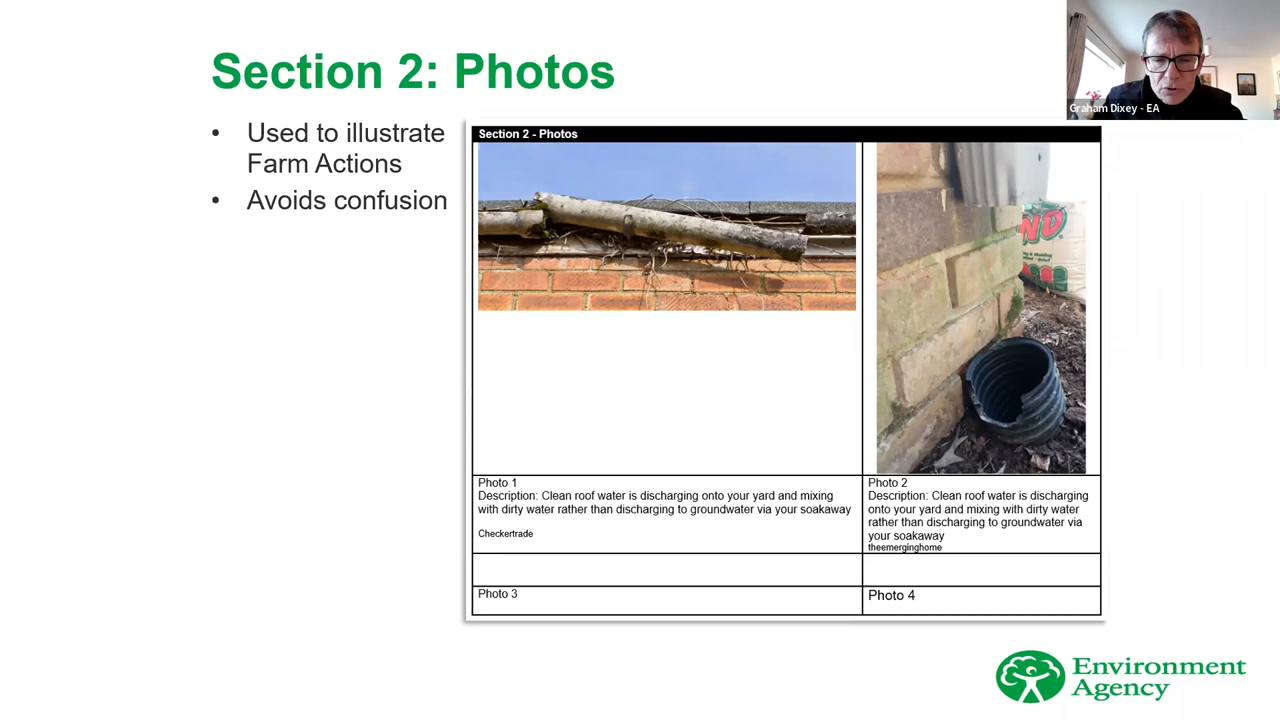 Section 2: Photos
Graham Dixey - EA
• Used to illustrate
Farm Actions
• Avoids confusion
Section 2 - Photos
ND
Photo 1
Description: Clean roof water is discharging onto your yard and mixing
with dirty water rather than discharging to groundwater via your soakaway
Checkertrade
Photo 2
Description: Clean roof water is discharging
onto your yard and mixing with dirty water
rather than discharging to groundwater via
your soakaway
theemerginghome
Photo 3
Photo 4
Environment
Agency